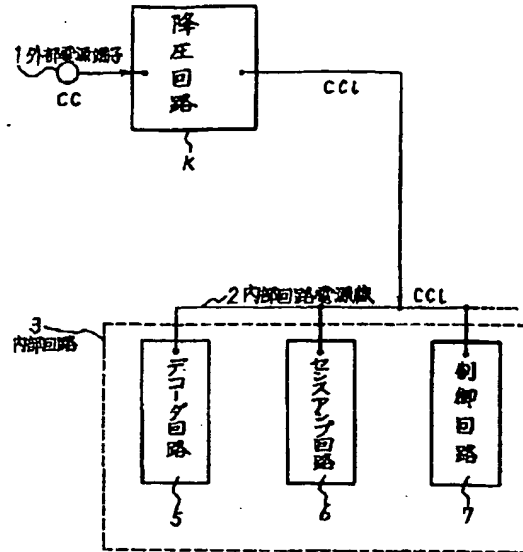 1 外部電源端子
CC
降圧回路
CCi
K
2 内部回路電源線
CCi
3
内部回路
デコーダ回路
センスアンプ回路
制御回路
5
6
7